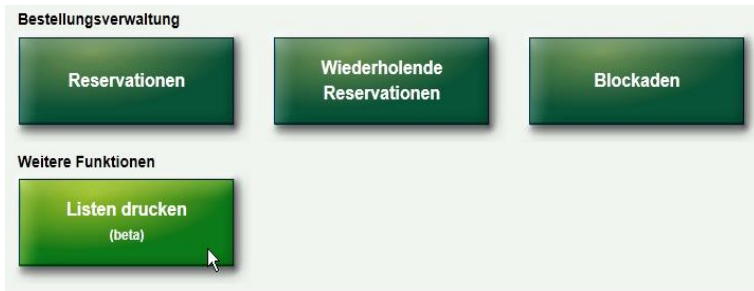 Bestellungsverwaltung
Reservationen
Wiederholende
Reservationen
Blockaden
Weitere Funktionen
Listen drucken
(beta)